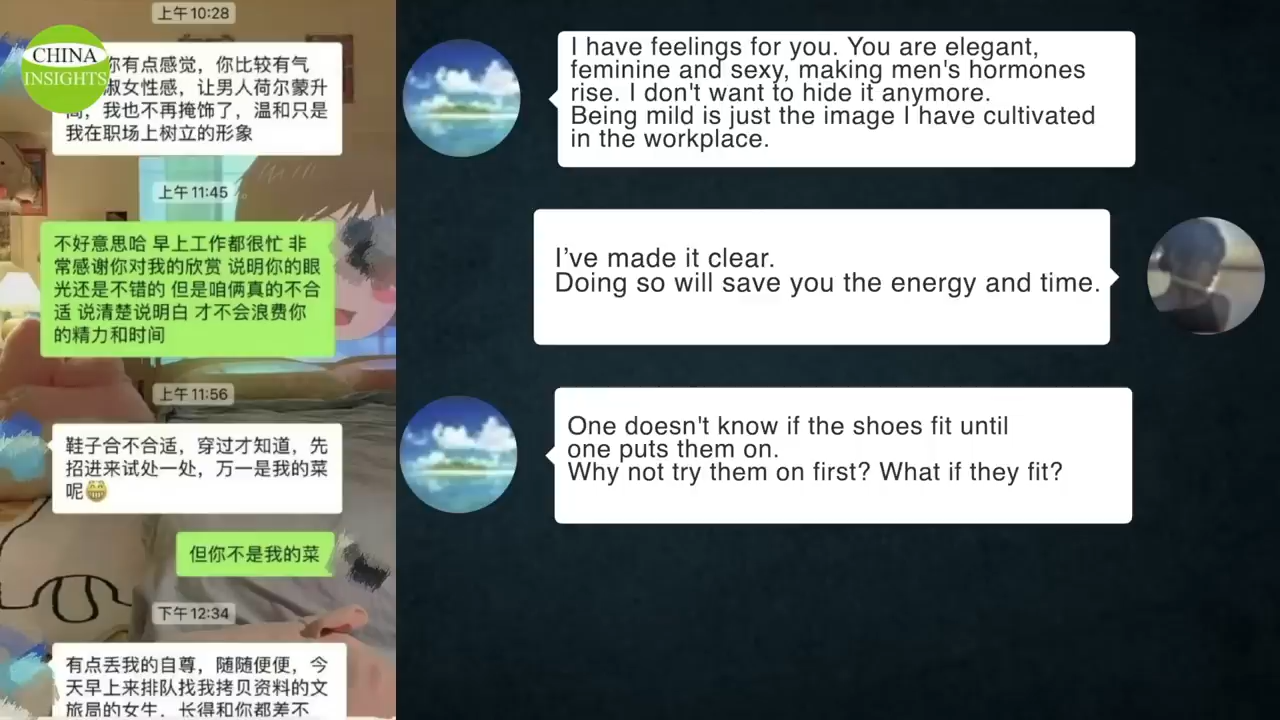 上午10:28
CHINA
INSIGHTS
你有点感觉，你比较有气
淑女性感，让男人荷尔蒙升
高，我也不再掩饰了，温和只是
我在职场上树立的形象
上午11:45
不好意思哈 早上工作都很忙 非
常感谢你对我的欣赏 说明你的眼
光还是不错的 但是咱俩真的不合
适 说清楚说明白 才不会浪费你
的精力和时间
上午11:56
鞋子合不合适，穿过才知道，先
招进来试处一处，万一是我的菜
呢
但你不是我的菜
下午12:34
有点丢我的自尊，随随便便，今
天早上来排队找我拷贝资料的文
旅局的女生，长得和你都差不
I have feelings for you. You are elegant,
feminine and sexy, making men's hormones
rise. I don't want to hide it anymore.
Being mild is just the image I have cultivated
in the workplace.
I’ve made it clear.
Doing so will save you the energy and time.
One doesn't know if the shoes fit until
one puts them on.
Why not try them on first? What if they fit?